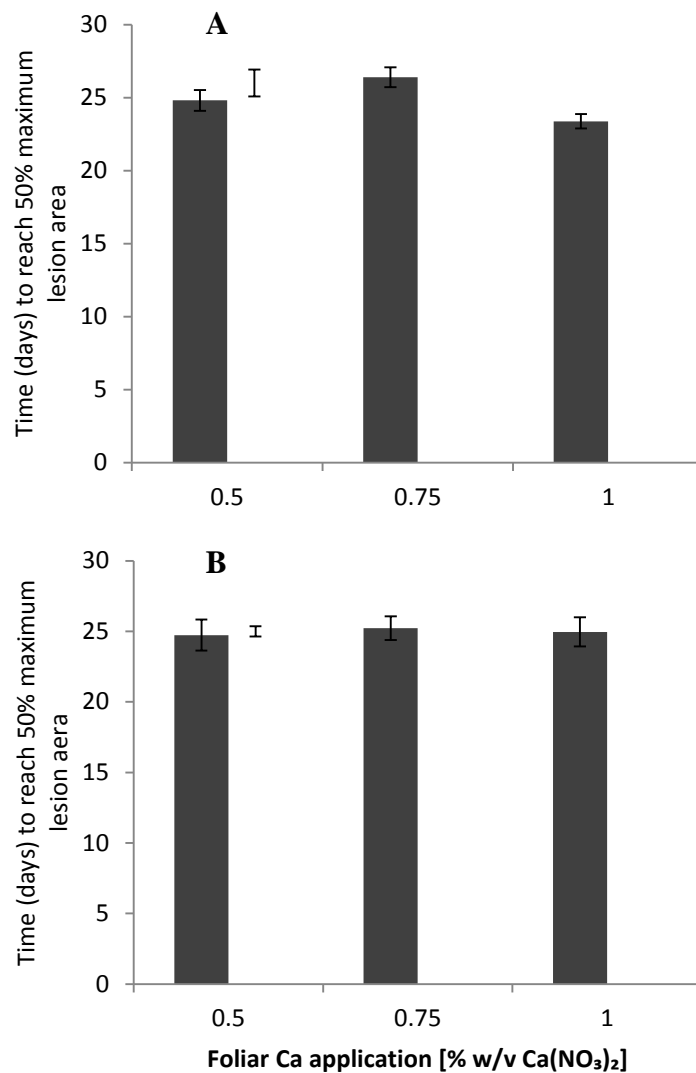 A
Time (days) to reach 50% maximum
lesion area
30
25
20
15
10
5
0
0.5 0.75 1
B
Time (days) to reach 50% maximum
lesion aera
30
25
20
15
10
5
0
0.5 0.75 1
Foliar Ca application [% w/v Ca(NO₃)₂]